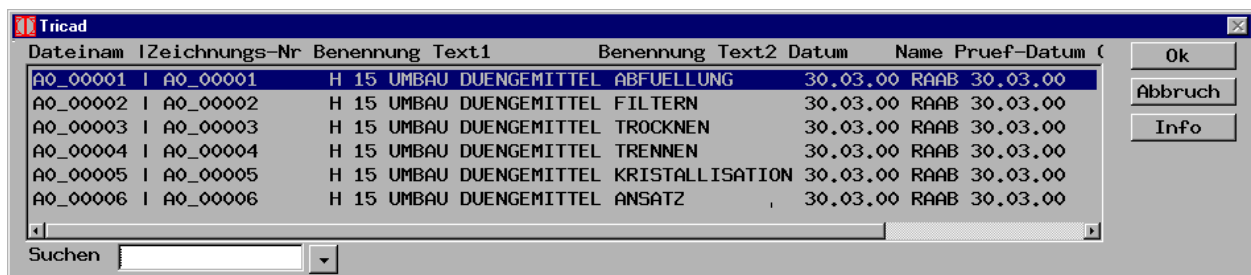 Tricad
Dateinam |Zeichnungs-Nr Benennung Text1 Benennung Text2 Datum Name Pruef-Datum
A0_00001 | A0_00001 H 15 UMBAU DUENGEMITTEL ABFUELLUNG 30.03.00 RAAB 30.03.00
A0_00002 | A0_00002 H 15 UMBAU DUENGEMITTEL FILTERN 30.03.00 RAAB 30.03.00
A0_00003 | A0_00003 H 15 UMBAU DUENGEMITTEL TROCKNEN 30.03.00 RAAB 30.03.00
A0_00004 | A0_00004 H 15 UMBAU DUENGEMITTEL TRENNEN 30.03.00 RAAB 30.03.00
A0_00005 | A0_00005 H 15 UMBAU DUENGEMITTEL KRISTALLISATION 30.03.00 RAAB 30.03.00
A0_00006 | A0_00006 H 15 UMBAU DUENGEMITTEL ANSATZ 30.03.00 RAAB 30.03.00
Ok
Abbruch
Info
Suchen